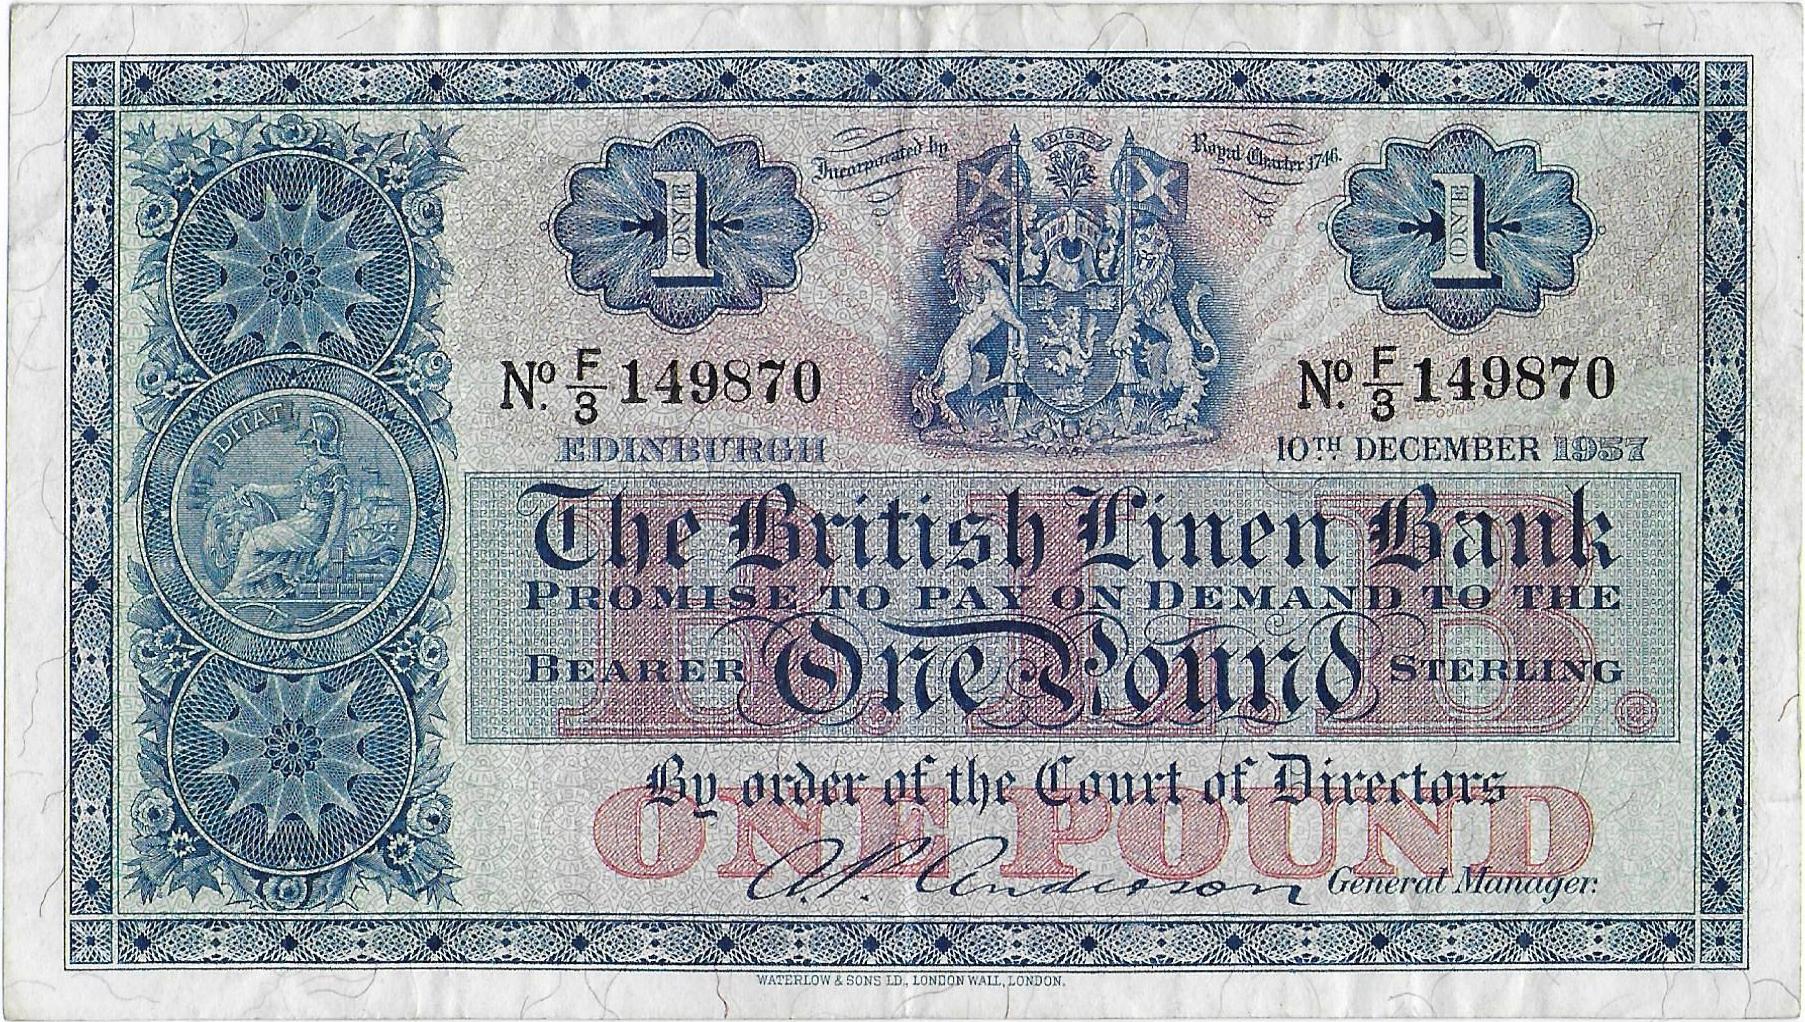 Incorporated by Royal Charter 1746.
1 ONE
1 ONE
No. F/3 149870
No. F/3 149870
EDINBURGH
10TH DECEMBER 1957
The British Linen Bank
PROMISE TO PAY ON DEMAND TO THE
BEARER One Pound STERLING
B.L.B.
By order of the Court of Directors
ONE POUND
A.P. Anderson General Manager:
WATERLOW & SONS LD., LONDON WALL, LONDON.